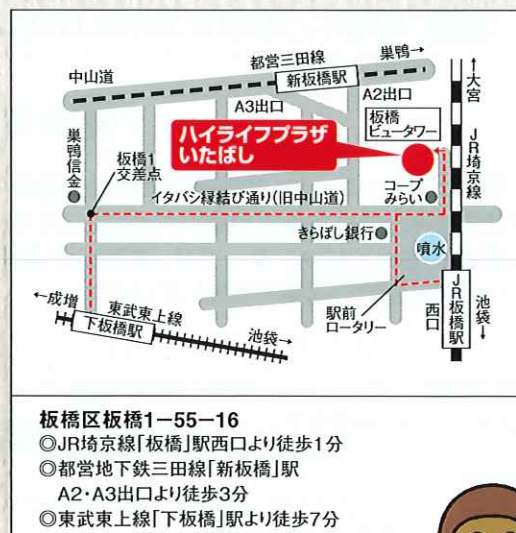 都営三田線
巣鴨→
中山道
新板橋駅
↑大宮
A3出口
A2出口
板橋
ビュータワー
ハイライフプラザ
いたばし
JR埼京線
巣鴨信金
板橋1
交差点
コープ
みらい
イタバシ縁結び通り(旧中山道)
きらぼし銀行
噴水
←成増
東武東上線
下板橋駅
池袋→
駅前
ロータリー
西口
JR板橋駅
池袋↓
板橋区板橋1-55-16
◎JR埼京線「板橋」駅西口より徒歩1分
◎都営地下鉄三田線「新板橋」駅
A2・A3出口より徒歩3分
◎東武東上線「下板橋」駅より徒歩7分